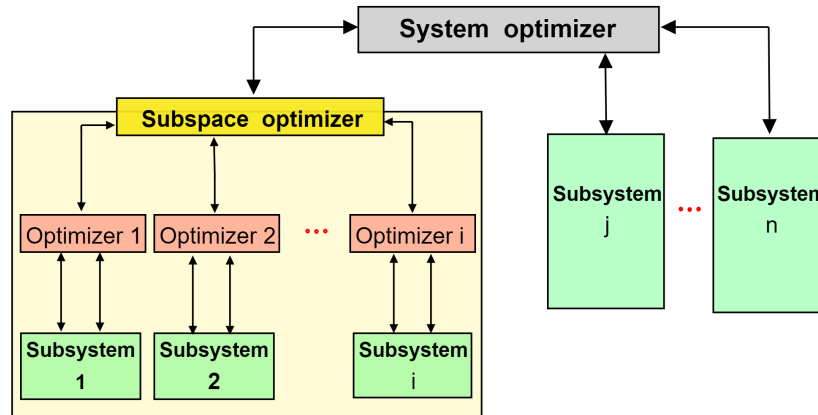 System optimizer
Subspace optimizer
Subsystem
j
...
Subsystem
n
Optimizer 1
Optimizer 2
...
Optimizer i
Subsystem
1
Subsystem
2
Subsystem
i